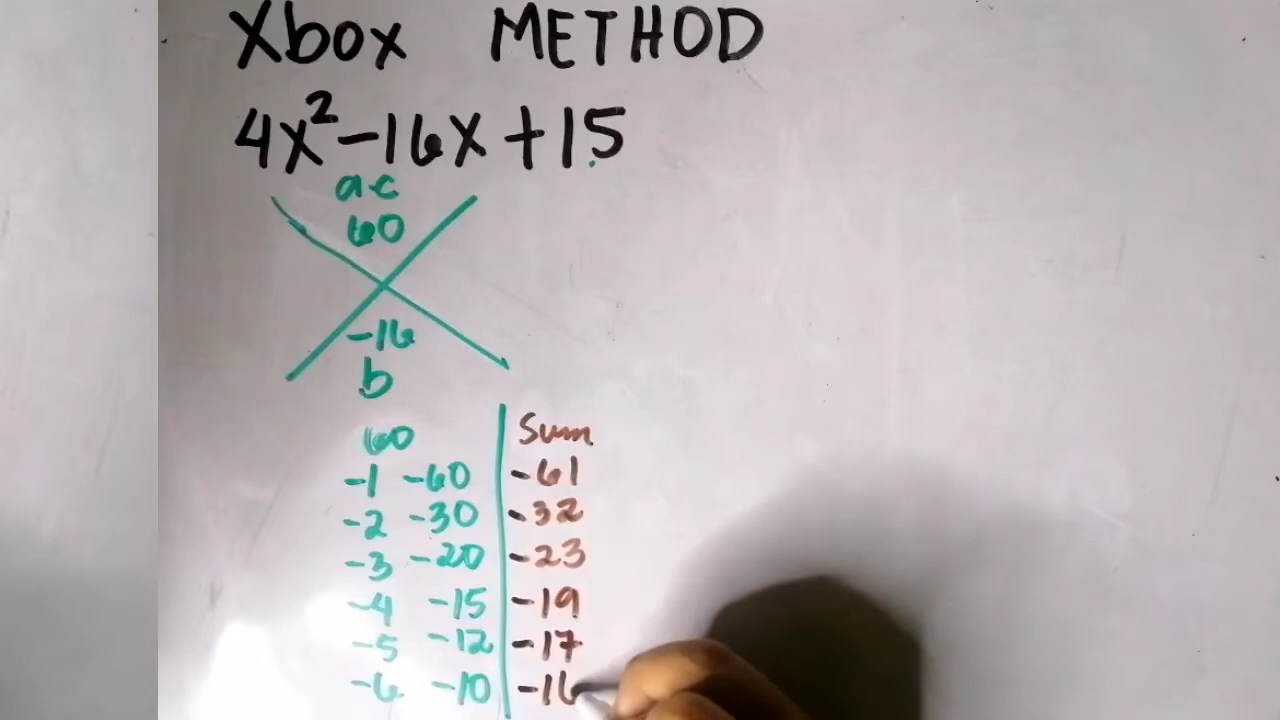 Xbox METHOD
4x²-16x+15
a·c
60
-16
b
60 Sum
-1 -60 -61
-2 -30 -32
-3 -20 -23
-4 -15 -19
-5 -12 -17
-6 -10 -16